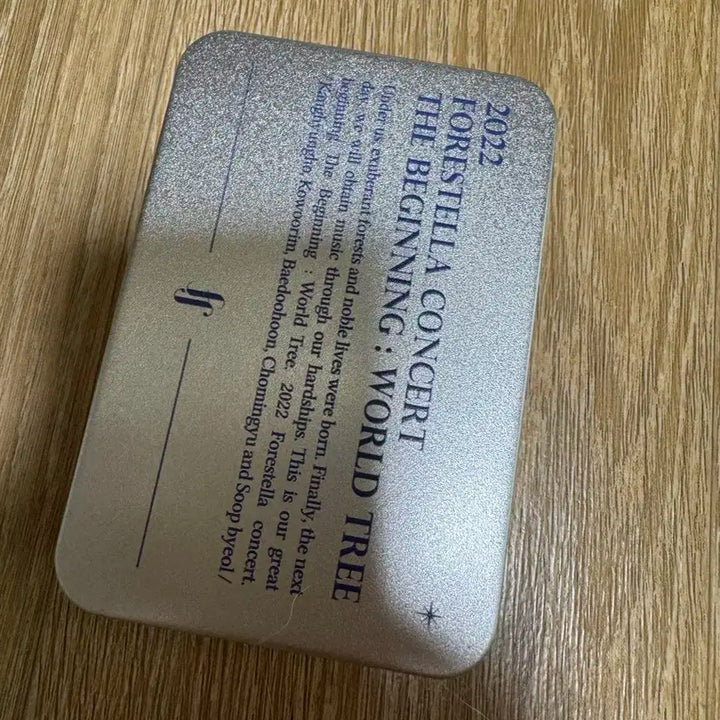 2022
FORESTELLA CONCERT
THE BEGINNING : WORLD TREE
Under us exuberant forests and noble lives were born. Finally, the next
day, we will obtain music through our hardships. This is our great
beginning. The Beginning : World Tree, 2022 Forestella concert.
Kanghyungho, Kowoorim, Baedoohoon, Chomingyu and Soop byeol /